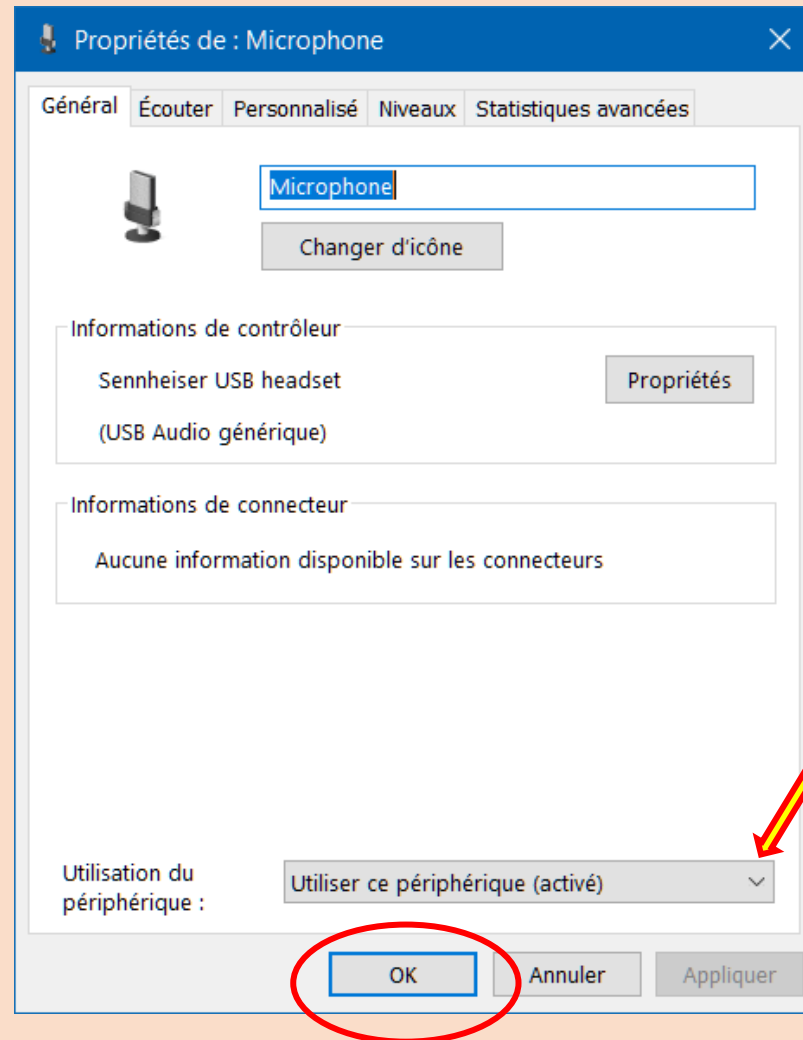 Propriétés de : Microphone
Général Écouter Personnalisé Niveaux Statistiques avancées
Microphone
Changer d'icône
Informations de contrôleur
Sennheiser USB headset
Propriétés
(USB Audio générique)
Informations de connecteur
Aucune information disponible sur les connecteurs
Utilisation du
périphérique :
Utiliser ce périphérique (activé)
OK Annuler Appliquer